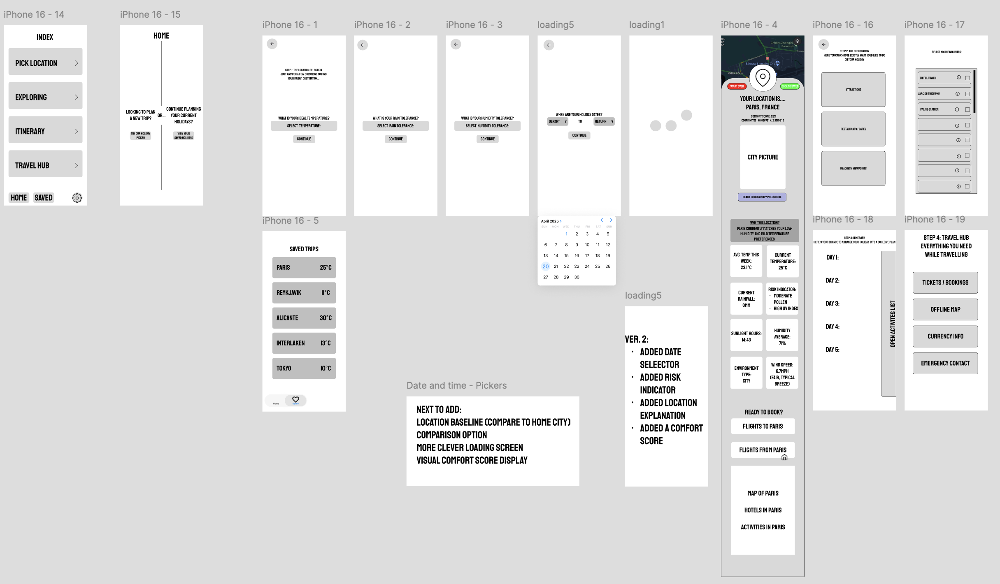 iPhone 16 - 14
INDEX
PICK LOCATION
EXPLORING
ITINERARY
TRAVEL HUB
HOME
SAVED
iPhone 16 - 15
HOME
LOOKING TO PLAN
A NEW TRIP?
OR...
CONTINUE PLANNING
YOUR CURRENT
HOLIDAYS?
TRY OUR HOLIDAY
PICKER
VIEW YOUR
SAVED HOLIDAYS
iPhone 16 - 1
STEP 1: THE LOCATION SELECTION
JUST ANSWER A FEW QUESTIONS TO FIND
YOUR DREAM DESTINATION...
WHAT IS YOUR IDEAL TEMPERATURE?
SELECT TEMPERATURE:
CONTINUE
iPhone 16 - 2
WHAT IS YOUR RAIN TOLERANCE?
SELECT RAIN TOLERANCE:
CONTINUE
iPhone 16 - 3
WHAT IS YOUR HUMIDITY TOLERANCE?
SELECT HUMIDITY TOLERANCE:
CONTINUE
loading5
WHEN ARE YOUR HOLIDAY DATES?
DEPART V TO RETURN V
CONTINUE
April 2025
SUN MON WED THU FRI SAT SUN
1 2 3 4 5
6 7 8 9 10 11 12
13 14 15 16 17 18 19
20 21 22 23 24 25 26
27 28 29 30
loading1
iPhone 16 - 4
RUL
EA
SA
Grădina Zoologică
București
Băneasa Shopping City
VATRA NOUĂ
START OVER
BACK TO SAVED
YOUR LOCATION IS....
PARIS, FRANCE
COMFORT SCORE: 92%
COORDINATES : 48.85679° N, 2.35108° E
CITY PICTURE
READY TO CONTINUE? PRESS HERE
WHY THIS LOCATION?
PARIS CURRENTLY MATCHES YOUR LOW-
HUMIDITY AND MILD TEMPERATURE
PREFERENCES.
AVG. TEMP THIS
WEEK:
23.1°C
CURRENT
TEMPERATURE:
25°C
CURRENT
RAINFALL:
0MM
RISK INDICATOR:
• MODERATE
POLLEN
• HIGH UV INDEX
SUNLIGHT HOURS:
14:43
HUMIDITY
AVERAGE:
71%
ENVIRONMENT
TYPE:
CITY
WIND SPEED:
6.7MPH
(FAIR, TYPICAL
BREEZE)
READY TO BOOK?
FLIGHTS TO PARIS
FLIGHTS FROM PARIS
MAP OF PARIS
HOTELS IN PARIS
ACTIVITIES IN PARIS
iPhone 16 - 16
STEP 2: THE EXPLORATION
HERE YOU CAN CHOOSE EXACTLY WHAT YOUD LIKE TO DO
ON YOUR HOLIDAY
ATTRACTIONS
RESTAURANTS / CAFES
BEACHES / VIEWPOINTS
iPhone 16 - 17
SELECT YOUR FAVOURITES:
EIFFEL TOWER
L'ARC DE TRIOMPHE
PALAIS GARNIER
iPhone 16 - 5
SAVED TRIPS
PARIS 25°C
REYKJAVIK 11°C
ALICANTE 30°C
INTERLAKEN 13°C
TOKYO 10°C
Home
Saved
Date and time - Pickers
NEXT TO ADD:
LOCATION BASELINE (COMPARE TO HOME CITY)
COMPARISON OPTION
MORE CLEVER LOADING SCREEN
VISUAL COMFORT SCORE DISPLAY
loading5
VER. 2:
• ADDED DATE
SELEECTOR
• ADDED RISK
INDICATOR
• ADDED LOCATION
EXPLANATION
• ADDED A COMFORT
SCORE
iPhone 16 - 18
STEP 3: ITINERARY
HERE'S YOUR CHANCE TO ARRANGE YOUR HOLIDAY INTO A COHESIVE PLAN
DAY 1:
DAY 2:
DAY 3:
DAY 4:
DAY 5:
OPEN ACTIVITES LIST
iPhone 16 - 19
STEP 4: TRAVEL HUB
EVERYTHING YOU NEED
WHILE TRAVELLING
TICKETS / BOOKINGS
OFFLINE MAP
CURRENCY INFO
EMERGENCY CONTACT